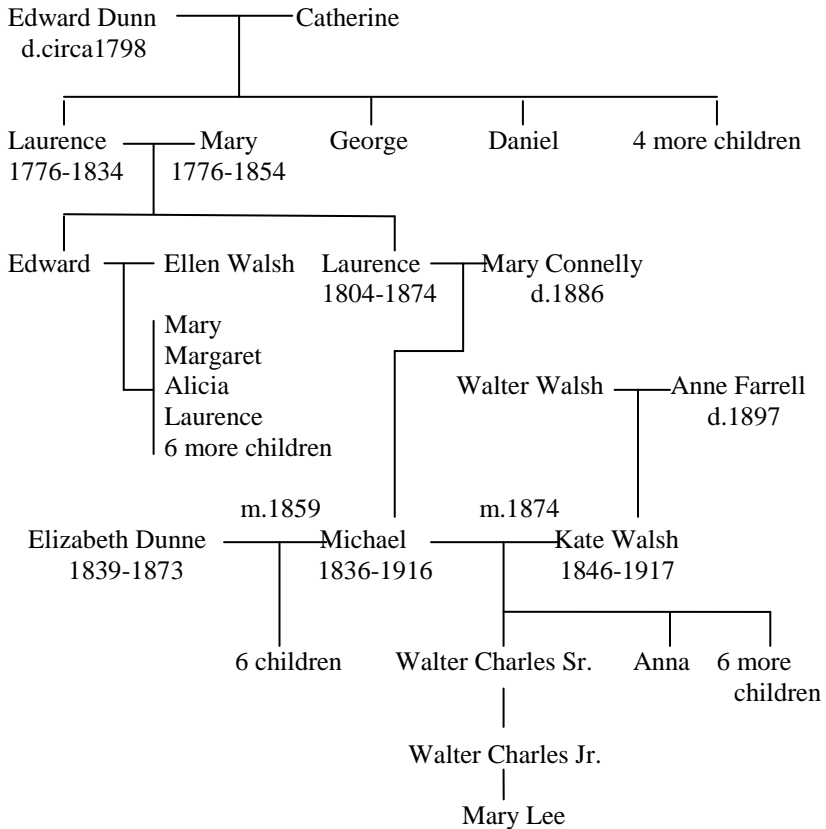 Edward Dunn Catherine
d.circa1798
Laurence Mary George Daniel 4 more children
1776-1834 1776-1854
Edward Ellen Walsh Laurence Mary Connelly
1804-1874 d.1886
Mary
Margaret
Alicia
Laurence
6 more children
Walter Walsh Anne Farrell
d.1897
m.1859 m.1874
Elizabeth Dunne Michael Kate Walsh
1839-1873 1836-1916 1846-1917
6 children Walter Charles Sr. Anna 6 more
children
Walter Charles Jr.
Mary Lee